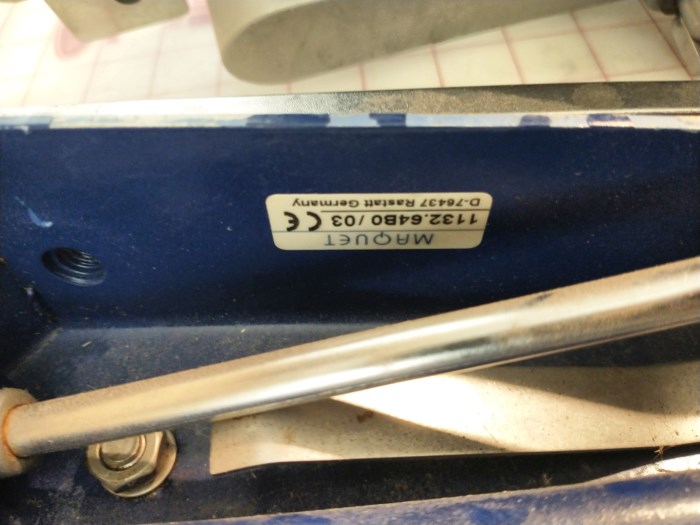 MAQUET
1132.64B0 / 03 CE
D-76437 Rastatt Germany